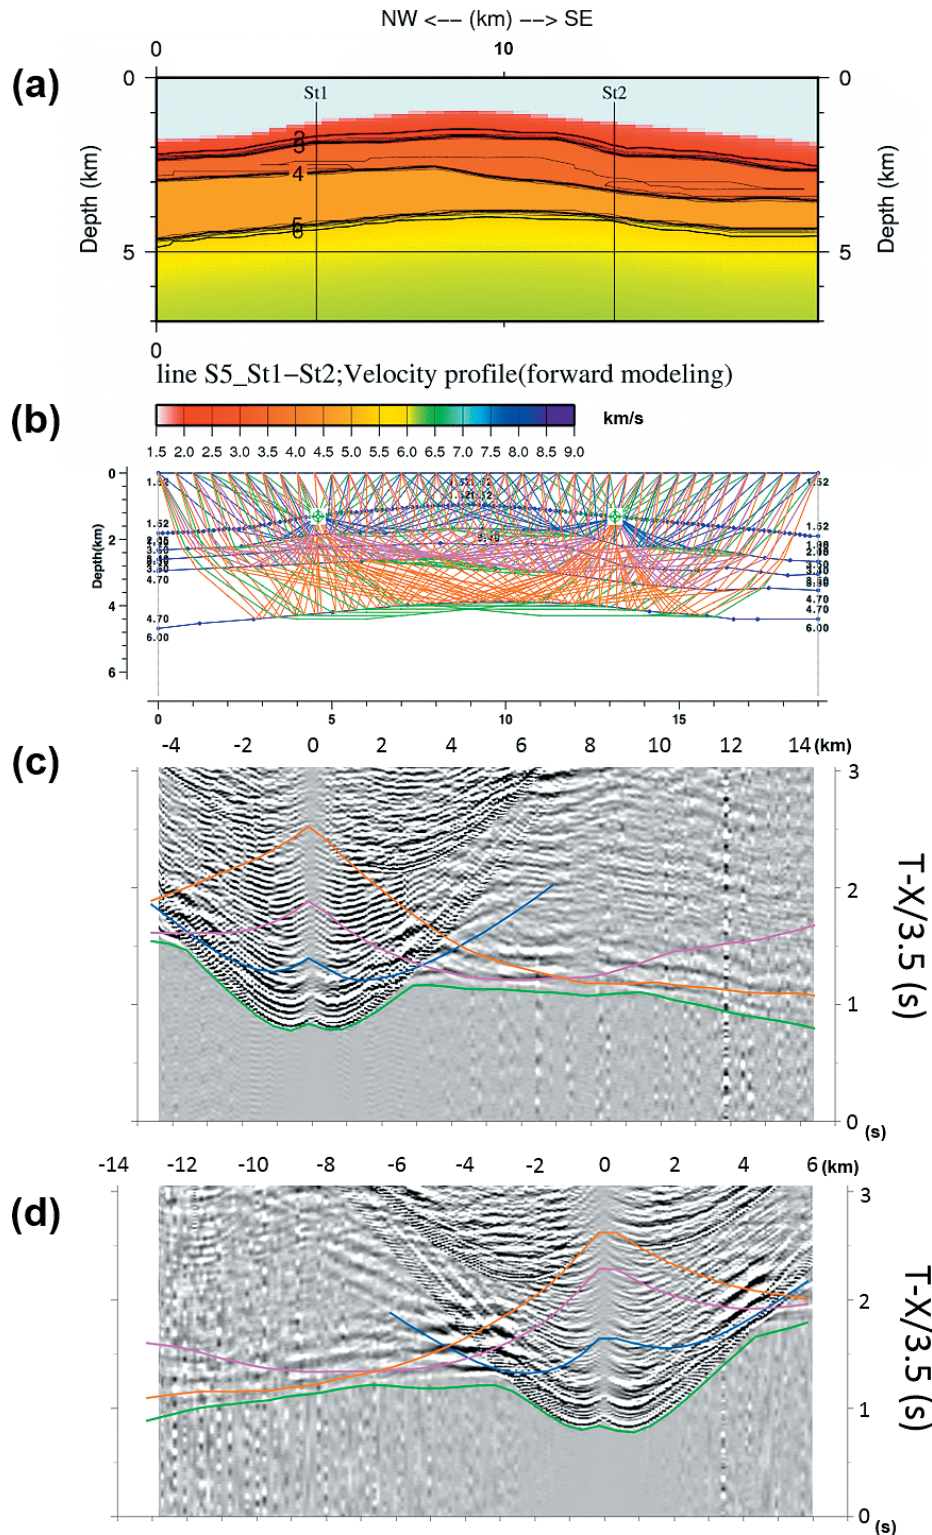 NW <-- (km) --> SE
0 10
(a)
0 0
St1 St2
2
3
4
5
6
Depth (km) Depth (km)
5 5
0
line S5_St1-St2;Velocity profile(forward modeling)
(b)
km/s
1.5 2.0 2.5 3.0 3.5 4.0 4.5 5.0 5.5 6.0 6.5 7.0 7.5 8.0 8.5 9.0
0
1.52 1.52
1.52 1.52
2
Depth(km)
4.70
4.70
4
4.70
4.70
6.00 6.00
6
0 5 10 15
(c)
-4 -2 0 2 4 6 8 10 12 14 (km)
3
2
T-X/3.5 (s)
1
0 (s)
-14 -12 -10 -8 -6 -4 -2 0 2 4 6 (km)
(d)
3
2
T-X/3.5 (s)
1
0
(s)